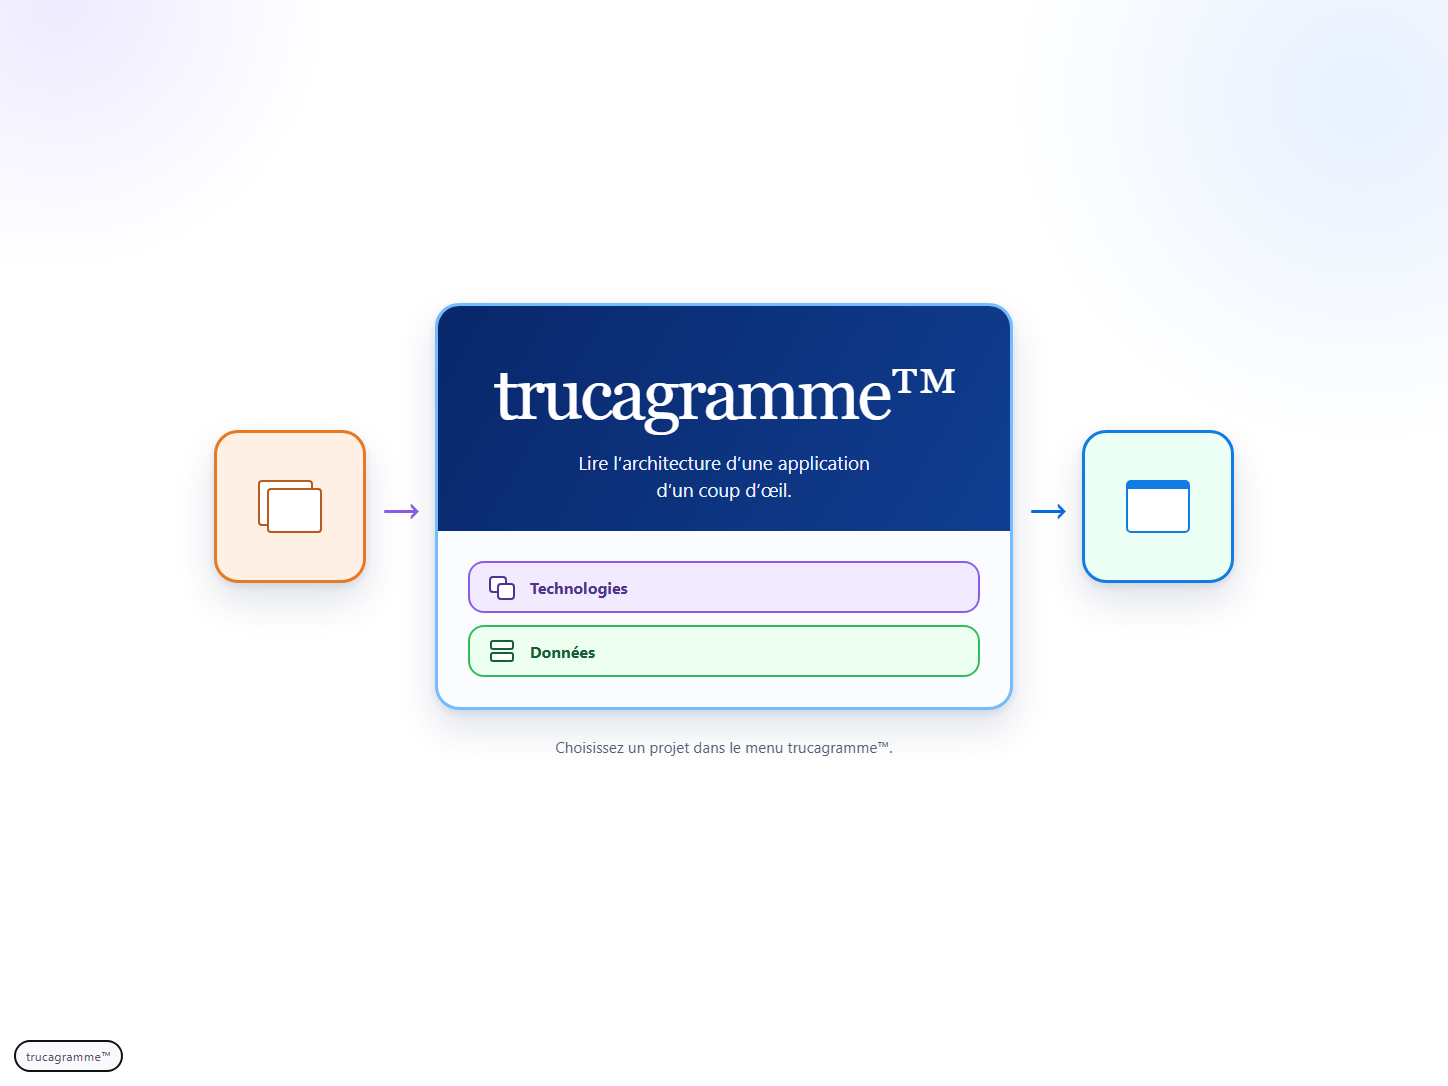 trucagramme™
Lire l’architecture d’une application
d’un coup d’œil.
Technologies
Données
Choisissez un projet dans le menu trucagramme™.
trucagramme™